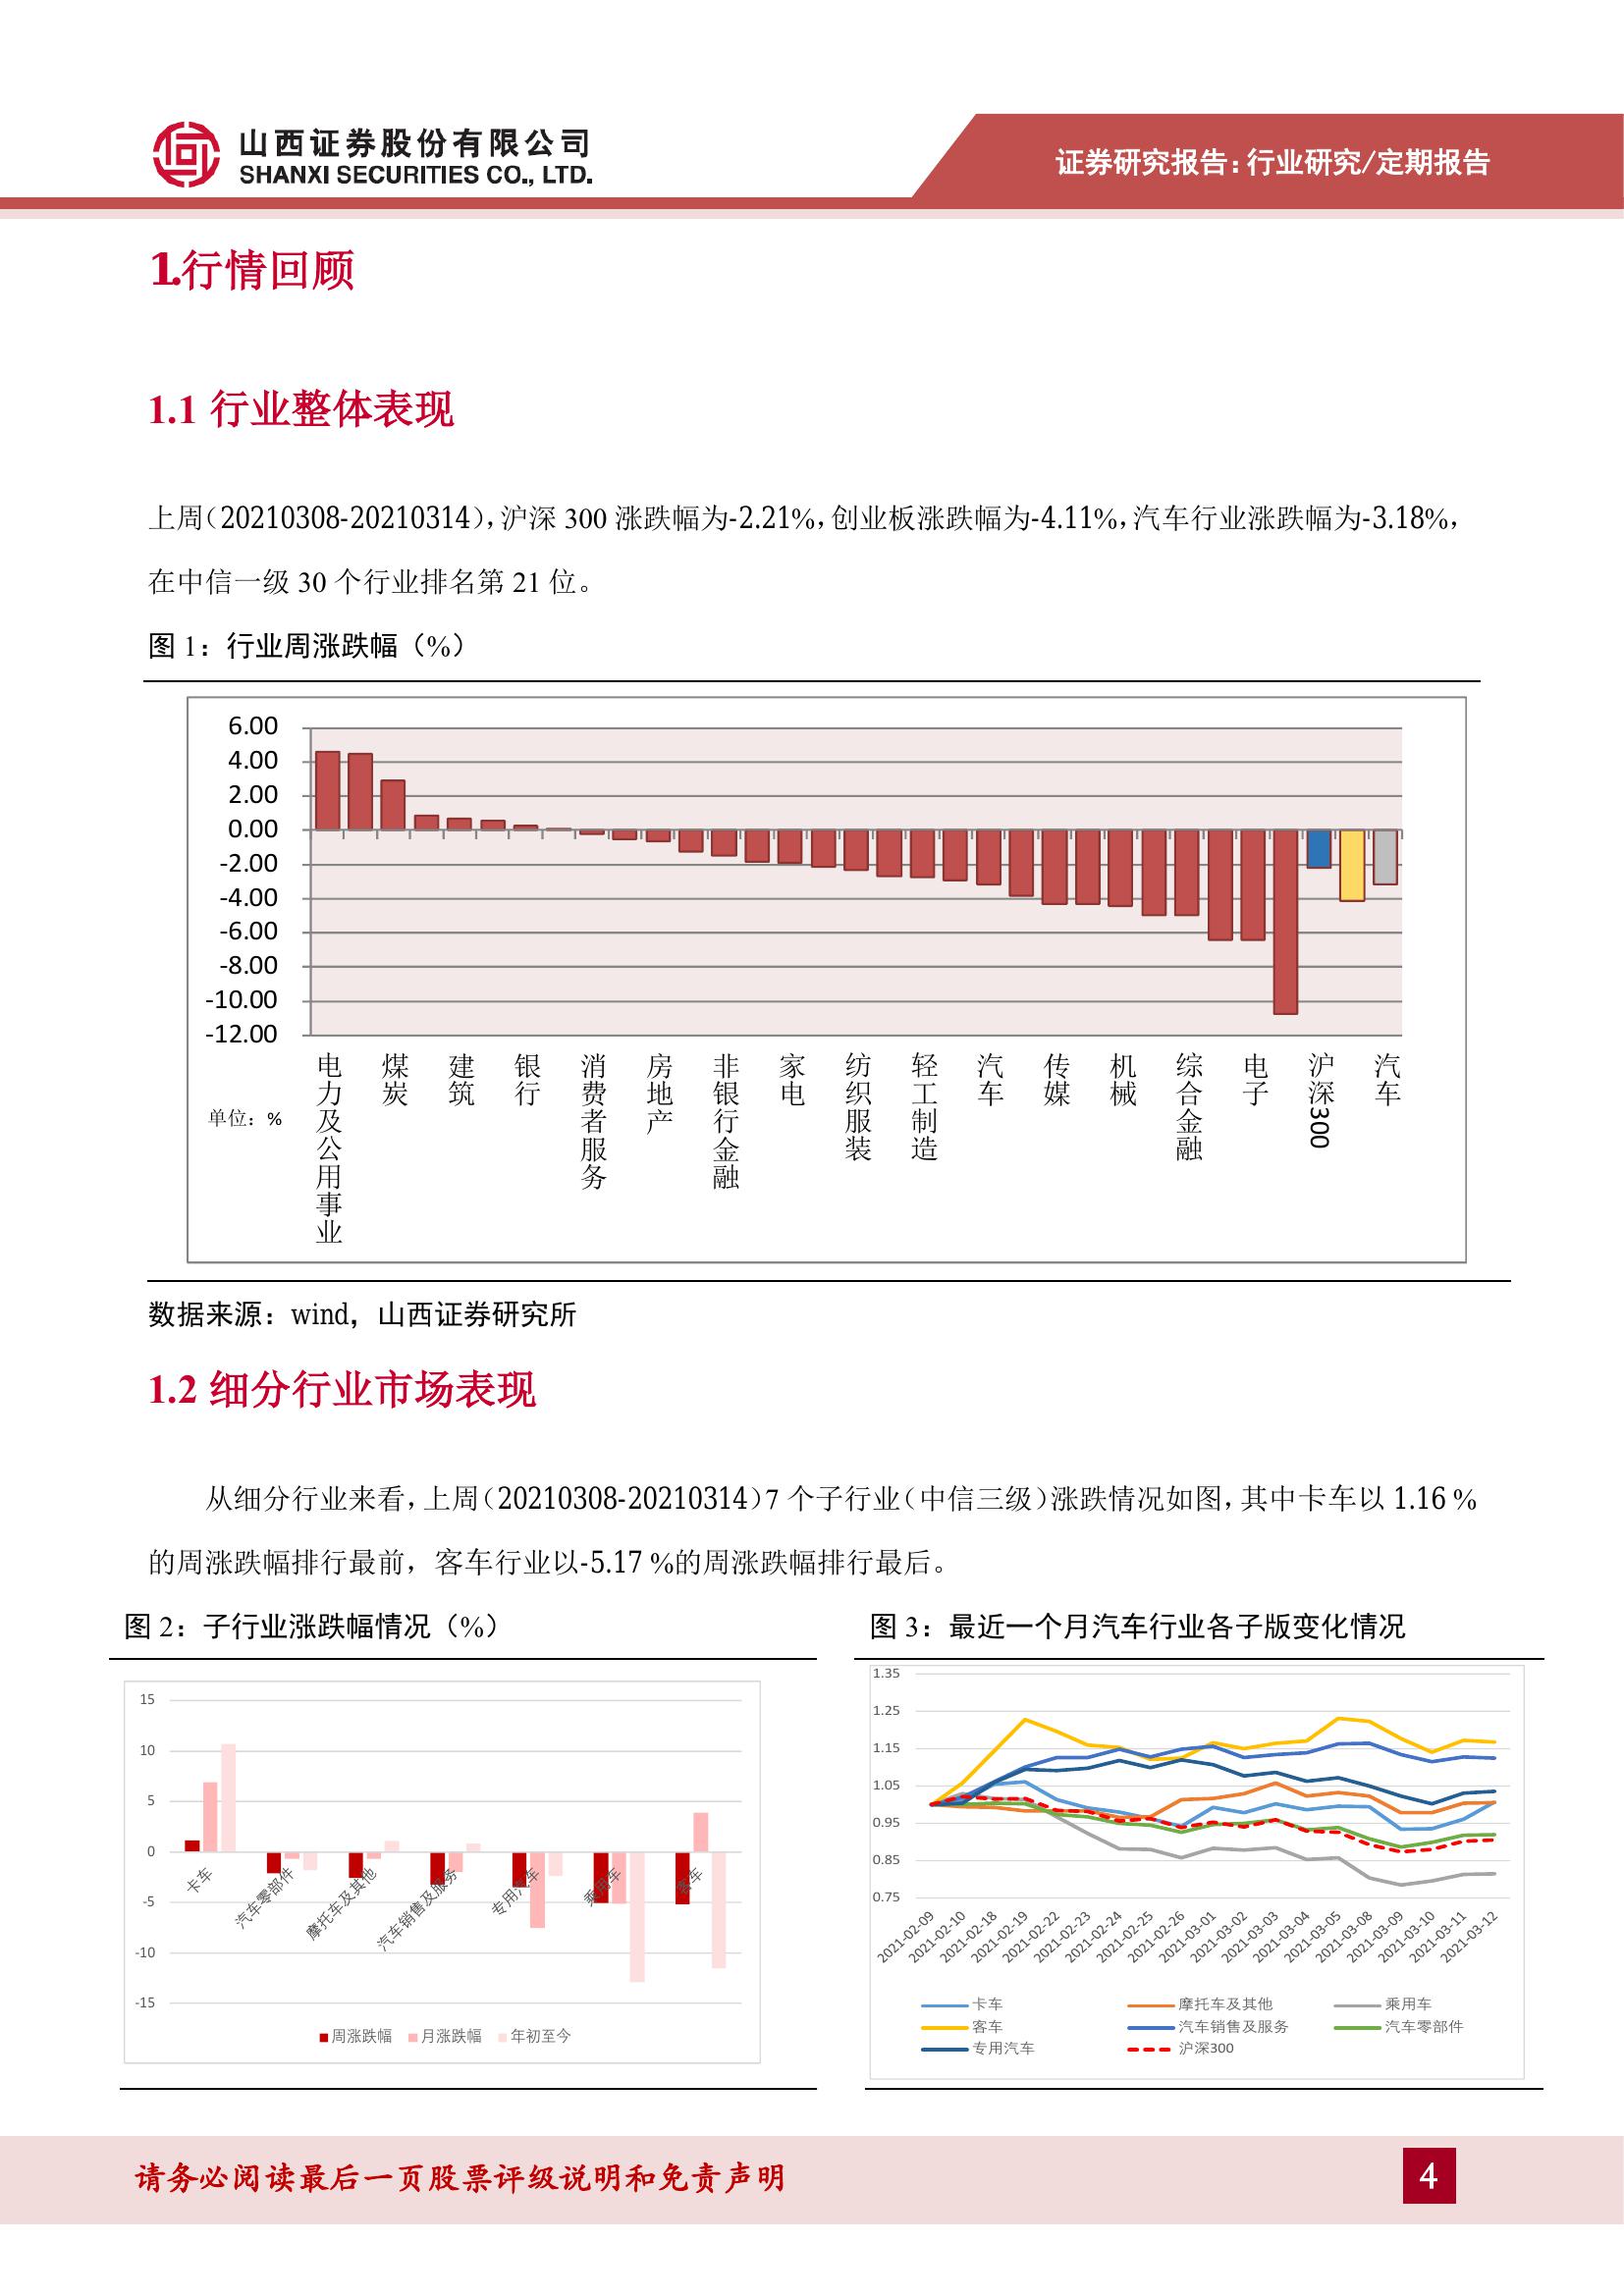 山西证券股份有限公司
SHANXI SECURITIES CO., LTD.
证券研究报告:行业研究/定期报告
1.行情回顾
1.1 行业整体表现
上周(20210308-20210314),沪深 300 涨跌幅为-2.21%,创业板涨跌幅为-4.11%,汽车行业涨跌幅为-3.18%,
在中信一级 30 个行业排名第 21 位。
图 1:行业周涨跌幅(%)
6.00
4.00
2.00
0.00
-2.00
-4.00
-6.00
-8.00
-10.00
-12.00
单位:%
电力及公用事业
煤炭
建筑
银行
消费者服务
房地产
非银行金融
家电
纺织服装
轻工制造
汽车
传媒
机械
综合金融
电子
沪深300
汽车
数据来源:wind,山西证券研究所
1.2 细分行业市场表现
从细分行业来看,上周(20210308-20210314)7 个子行业(中信三级)涨跌情况如图,其中卡车以 1.16 %
的周涨跌幅排行最前,客车行业以-5.17 %的周涨跌幅排行最后。
图 2:子行业涨跌幅情况(%)
15
10
5
0
-5
-10
-15
卡车
汽车零部件
摩托车及其他
汽车销售及服务
专用汽车
乘用车
客车
周涨跌幅 月涨跌幅 年初至今
图 3:最近一个月汽车行业各子版变化情况
1.35
1.25
1.15
1.05
0.95
0.85
0.75
2021-02-09
2021-02-10
2021-02-18
2021-02-19
2021-02-22
2021-02-23
2021-02-24
2021-02-25
2021-02-26
2021-03-01
2021-03-02
2021-03-03
2021-03-04
2021-03-05
2021-03-08
2021-03-09
2021-03-10
2021-03-11
2021-03-12
卡车 摩托车及其他 乘用车
客车 汽车销售及服务 汽车零部件
专用汽车 沪深300
请务必阅读最后一页股票评级说明和免责声明
4